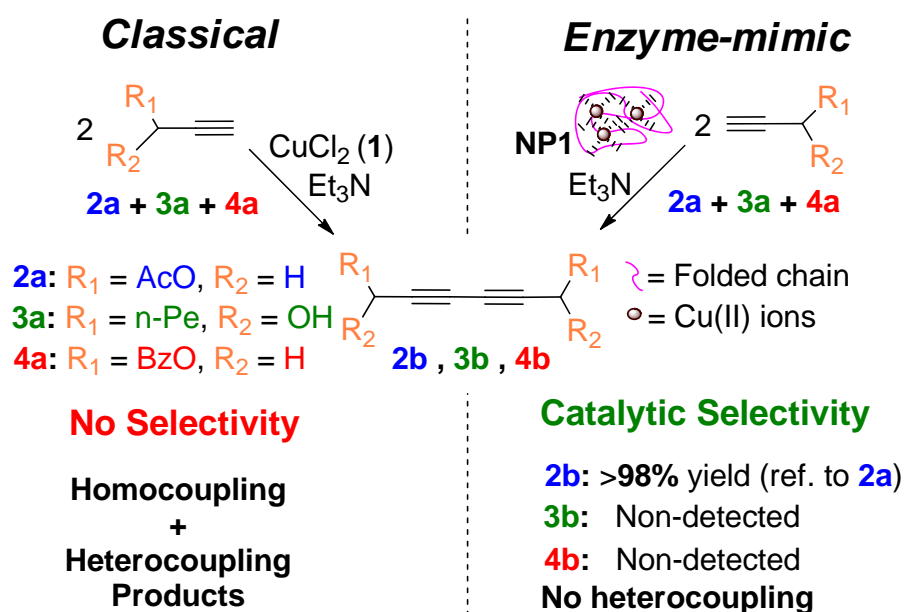 Classical
2
R₁
R₂
CuCl₂ (1)
Et₃N
2a + 3a + 4a
2a: R₁ = AcO, R₂ = H
3a: R₁ = n-Pe, R₂ = OH
4a: R₁ = BzO, R₂ = H
Enzyme-mimic
NP1
2
R₁
R₂
Et₃N
2a + 3a + 4a
= Folded chain
= Cu(II) ions
R₁
R₂
R₁
R₂
2b , 3b , 4b
No Selectivity
Homocoupling
+
Heterocoupling
Products
Catalytic Selectivity
2b: >98% yield (ref. to 2a)
3b: Non-detected
4b: Non-detected
No heterocoupling